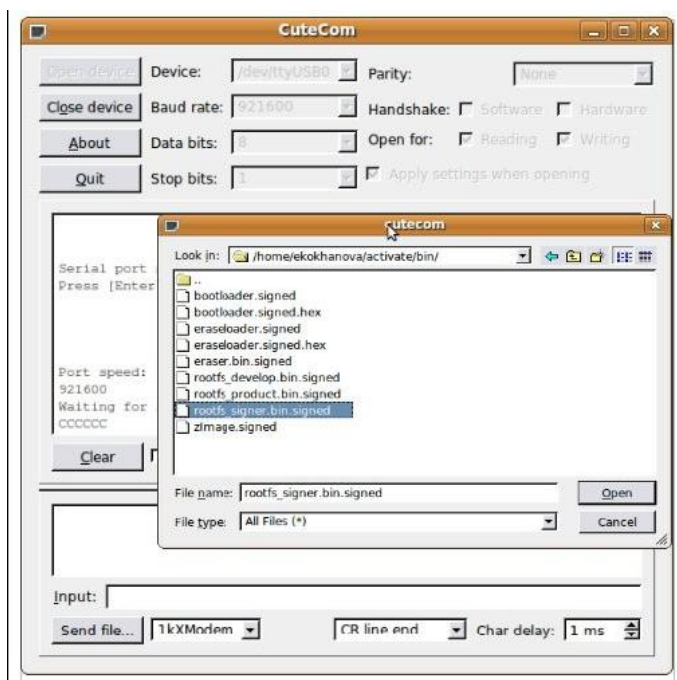 CuteCom
Open device Device: /dev/ttyUSB0 Parity: None
Close device Baud rate: 921600 Handshake: Software Hardware
About Data bits: 8 Open for: Reading Writing
Quit Stop bits: 1 Apply settings when opening
cutecom
Look in: /home/ekokhanova/activate/bin/
..
bootloader.signed
bootloader.signed.hex
eraseloader.signed
eraseloader.signed.hex
eraser.bin.signed
rootfs_develop.bin.signed
rootfs_product.bin.signed
rootfs_signer.bin.signed
zImage.signed
File name: rootfs_signer.bin.signed Open
File type: All Files (*) Cancel
Serial port
Press [Enter
Port speed:
921600
Waiting for
CCCCCC
Clear
Input:
Send file... 1kXModem CR line end Char delay: 1 ms